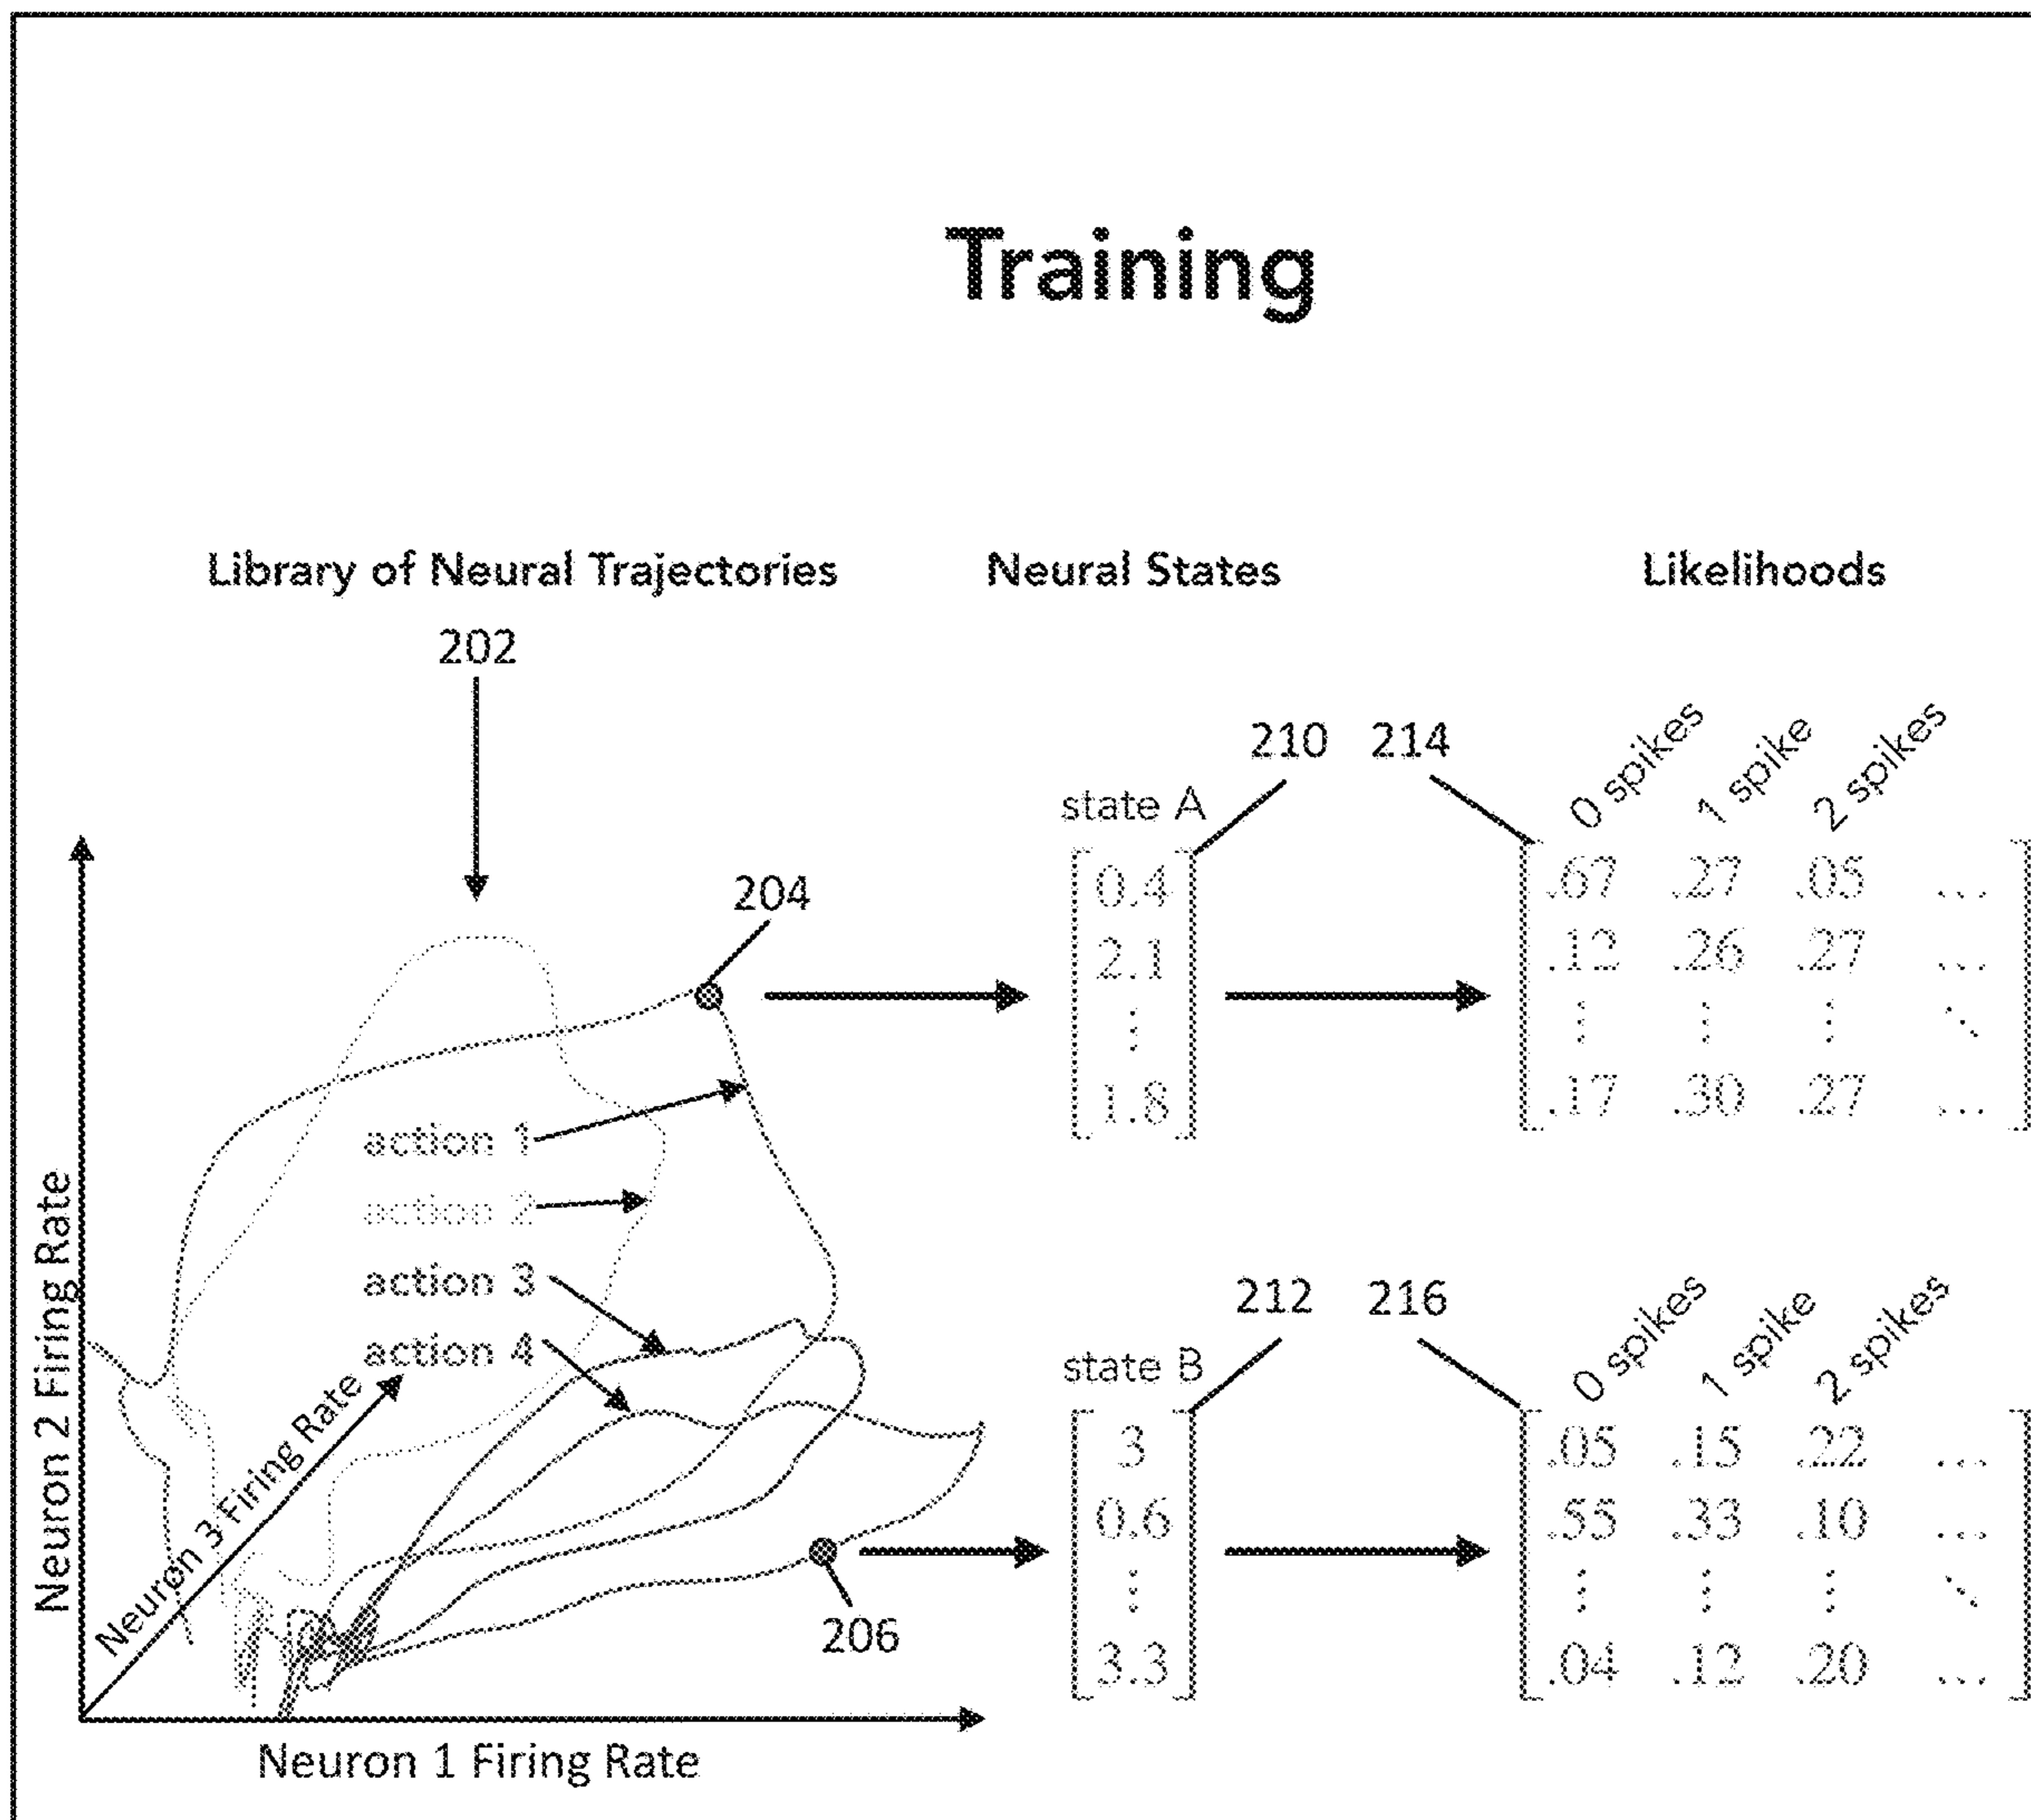 Training
Library of Neural Trajectories
202
Neural States
Likelihoods
204
action 1
action 2
action 3
action 4
206
Neuron 2 Firing Rate
Neuron 3 Firing Rate
Neuron 1 Firing Rate
210
state A
0.4
2.1
⋮
1.8
214
0 spikes 1 spike 2 spikes
.67 .27 .05 ...
.12 .26 .27 ...
⋮ ⋮ ⋮ ⋱
.17 .30 .27 ...
212
state B
3
0.6
⋮
3.3
216
0 spikes 1 spike 2 spikes
.05 .15 .22 ...
.55 .33 .10 ...
⋮ ⋮ ⋮ ⋱
.04 .12 .20 ...